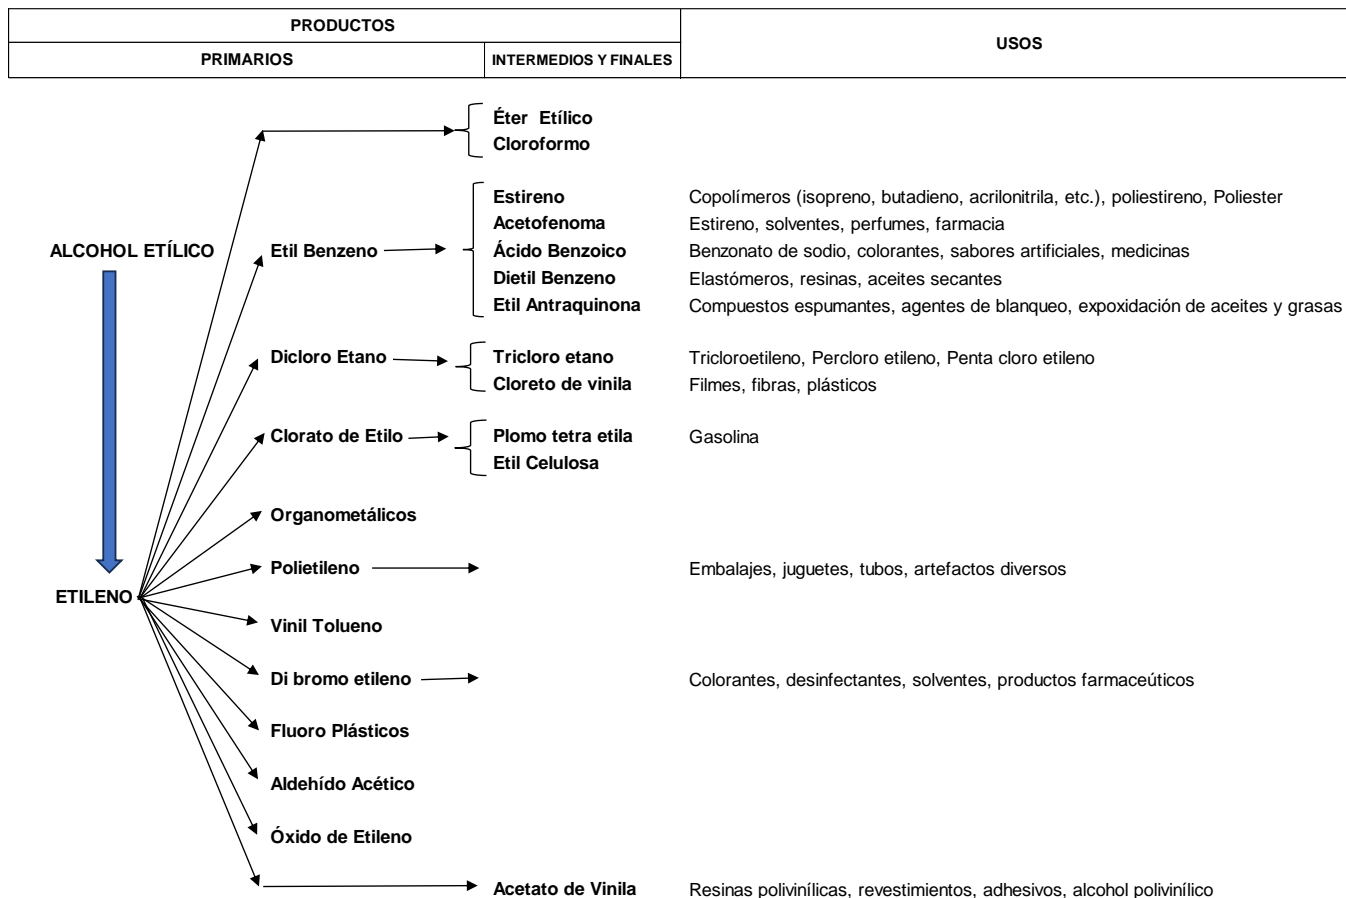 PRODUCTOS
USOS
PRIMARIOS
INTERMEDIOS Y FINALES
Éter Etílico
Cloroformo
Estireno Copolímeros (isopreno, butadieno, acrilonitrila, etc.), poliestireno, Poliester
Acetofenoma Estireno, solventes, perfumes, farmacia
ALCOHOL ETÍLICO Etil Benzeno Ácido Benzoico Benzonato de sodio, colorantes, sabores artificiales, medicinas
Dietil Benzeno Elastómeros, resinas, aceites secantes
Etil Antraquinona Compuestos espumantes, agentes de blanqueo, expoxidación de aceites y grasas
Dicloro Etano Tricloro etano Tricloroetileno, Percloro etileno, Penta cloro etileno
Cloreto de vinila Filmes, fibras, plásticos
Clorato de Etilo Plomo tetra etila Gasolina
Etil Celulosa
Organometálicos
Polietileno Embalajes, juguetes, tubos, artefactos diversos
ETILENO
Vinil Tolueno
Di bromo etileno Colorantes, desinfectantes, solventes, productos farmaceúticos
Fluoro Plásticos
Aldehído Acético
Óxido de Etileno
Acetato de Vinila Resinas polivinílicas, revestimientos, adhesivos, alcohol polivinílico